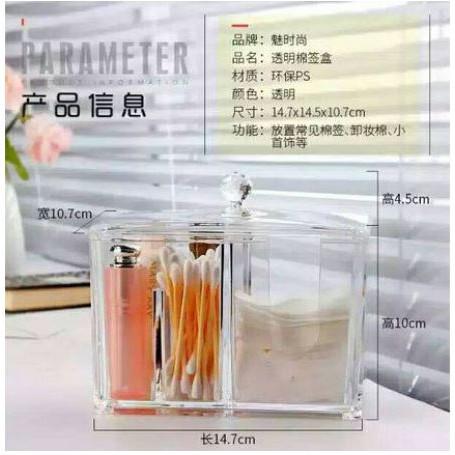 PARAMETER
PRODUCT INFORMATION
产品信息
品牌：魅时尚
品名：透明棉签盒
材质：环保PS
颜色：透明
尺寸：14.7x14.5x10.7cm
功能：放置常见棉签、卸妆棉、小
首饰等
高4.5cm
宽10.7cm
高10cm
长14.7cm